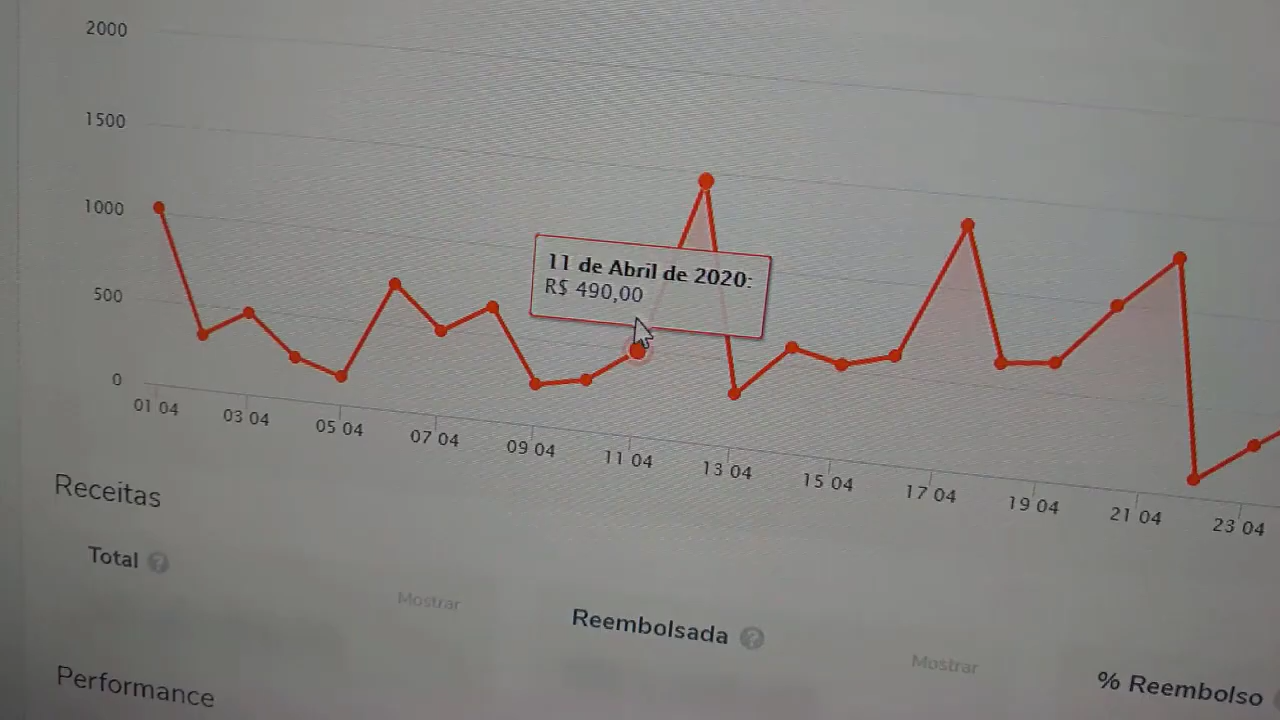 2000
1500
1000
500
0
11 de Abril de 2020:
R$ 490,00
01 04
03 04
05 04
07 04
09 04
11 04
13 04
15 04
17 04
19 04
21 04
23 04
Receitas
Total ?
Mostrar
Reembolsada ?
Mostrar
% Reembolso
Performance